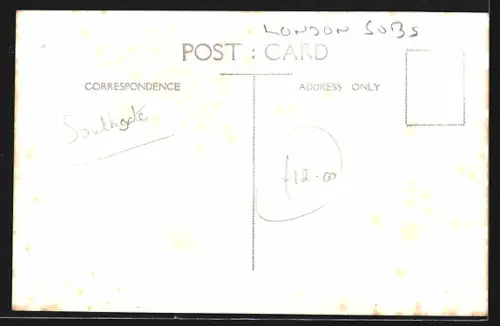 LONDON SUBS
POST : CARD
CORRESPONDENCE
ADDRESS ONLY
Southgate
£12-00